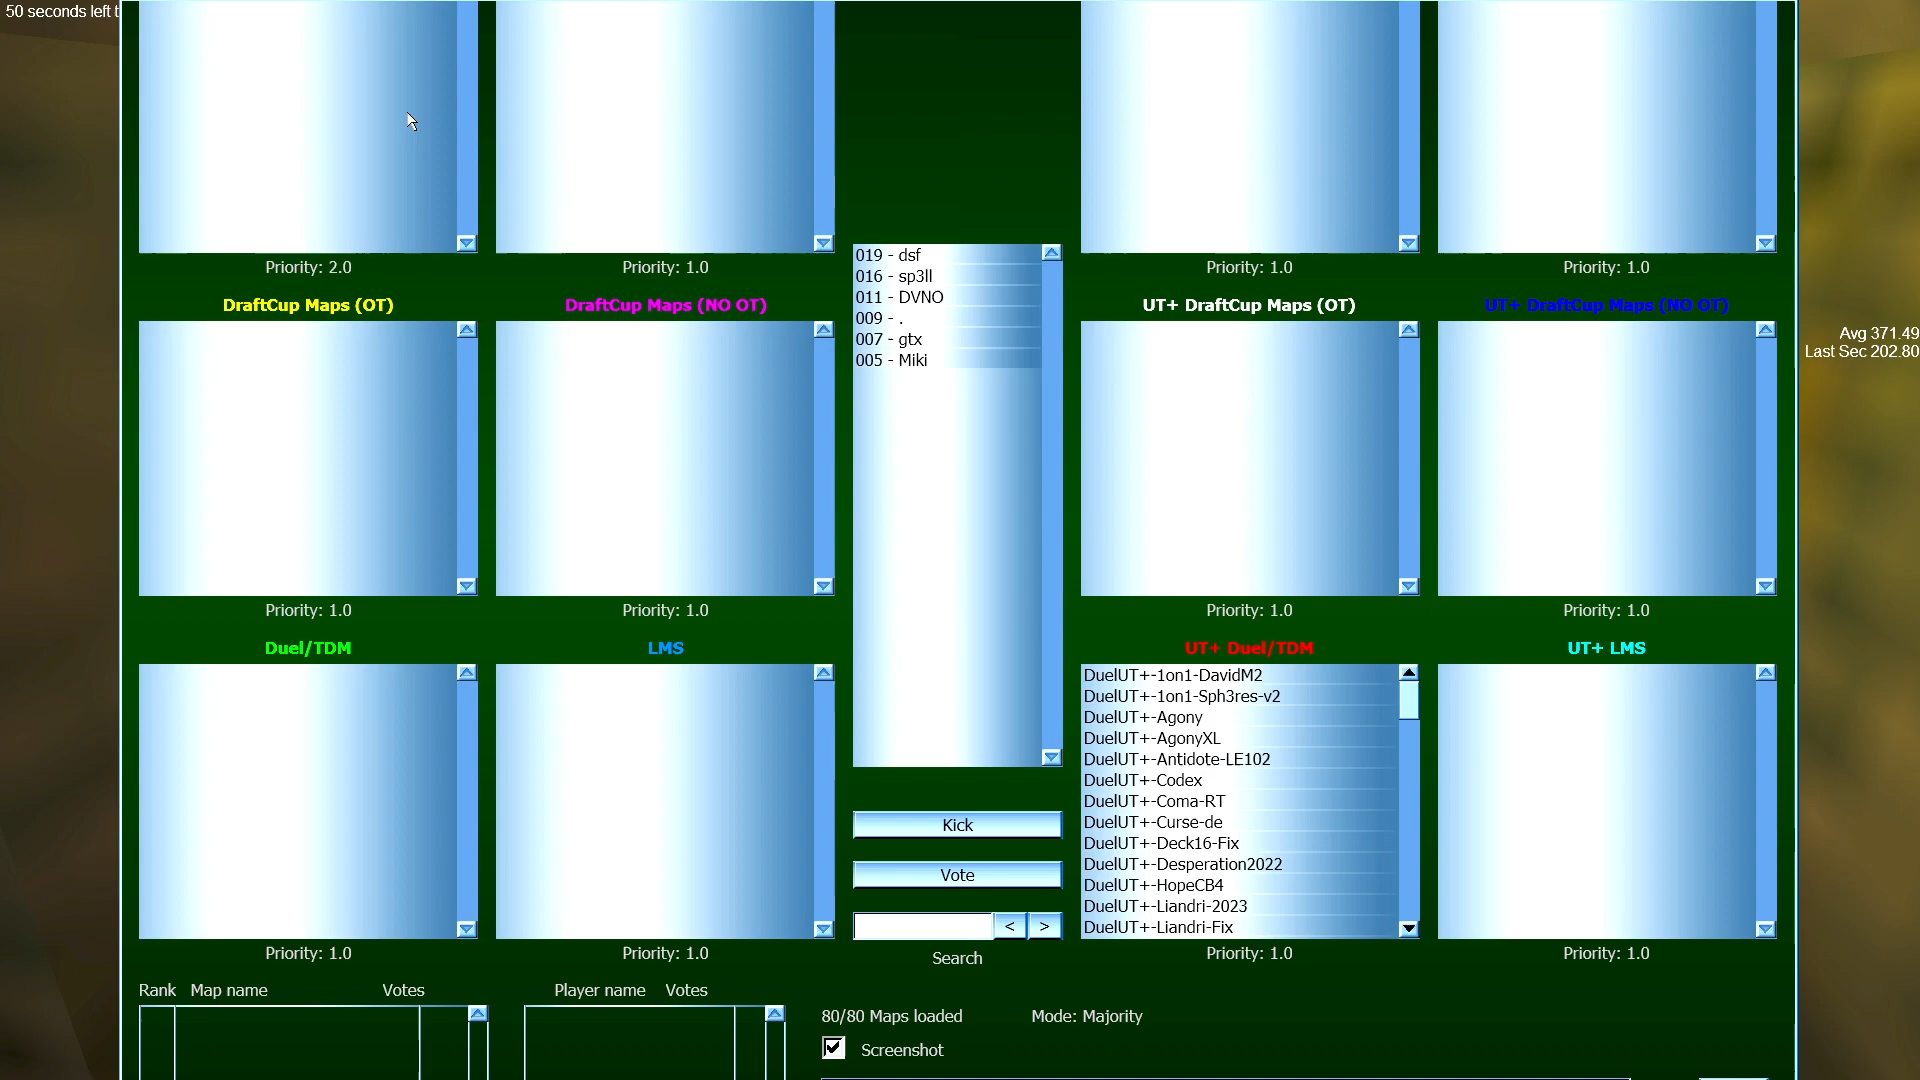 50 seconds left t
Priority: 2.0
Priority: 1.0
Priority: 1.0
Priority: 1.0
019 - dsf
016 - sp3ll
011 - DVNO
009 - .
007 - gtx
005 - Miki
DraftCup Maps (OT)
DraftCup Maps (NO OT)
UT+ DraftCup Maps (OT)
UT+ DraftCup Maps (NO OT)
Avg 371.49
Last Sec 202.80
Priority: 1.0
Priority: 1.0
Priority: 1.0
Priority: 1.0
Duel/TDM
LMS
UT+ Duel/TDM
UT+ LMS
DuelUT+-1on1-DavidM2
DuelUT+-1on1-Sph3res-v2
DuelUT+-Agony
DuelUT+-AgonyXL
DuelUT+-Antidote-LE102
DuelUT+-Codex
DuelUT+-Coma-RT
DuelUT+-Curse-de
DuelUT+-Deck16-Fix
DuelUT+-Desperation2022
DuelUT+-HopeCB4
DuelUT+-Liandri-2023
DuelUT+-Liandri-Fix
Kick
Vote
< >
Search
Priority: 1.0
Priority: 1.0
Priority: 1.0
Priority: 1.0
Rank Map name Votes
Player name Votes
80/80 Maps loaded
Mode: Majority
Screenshot